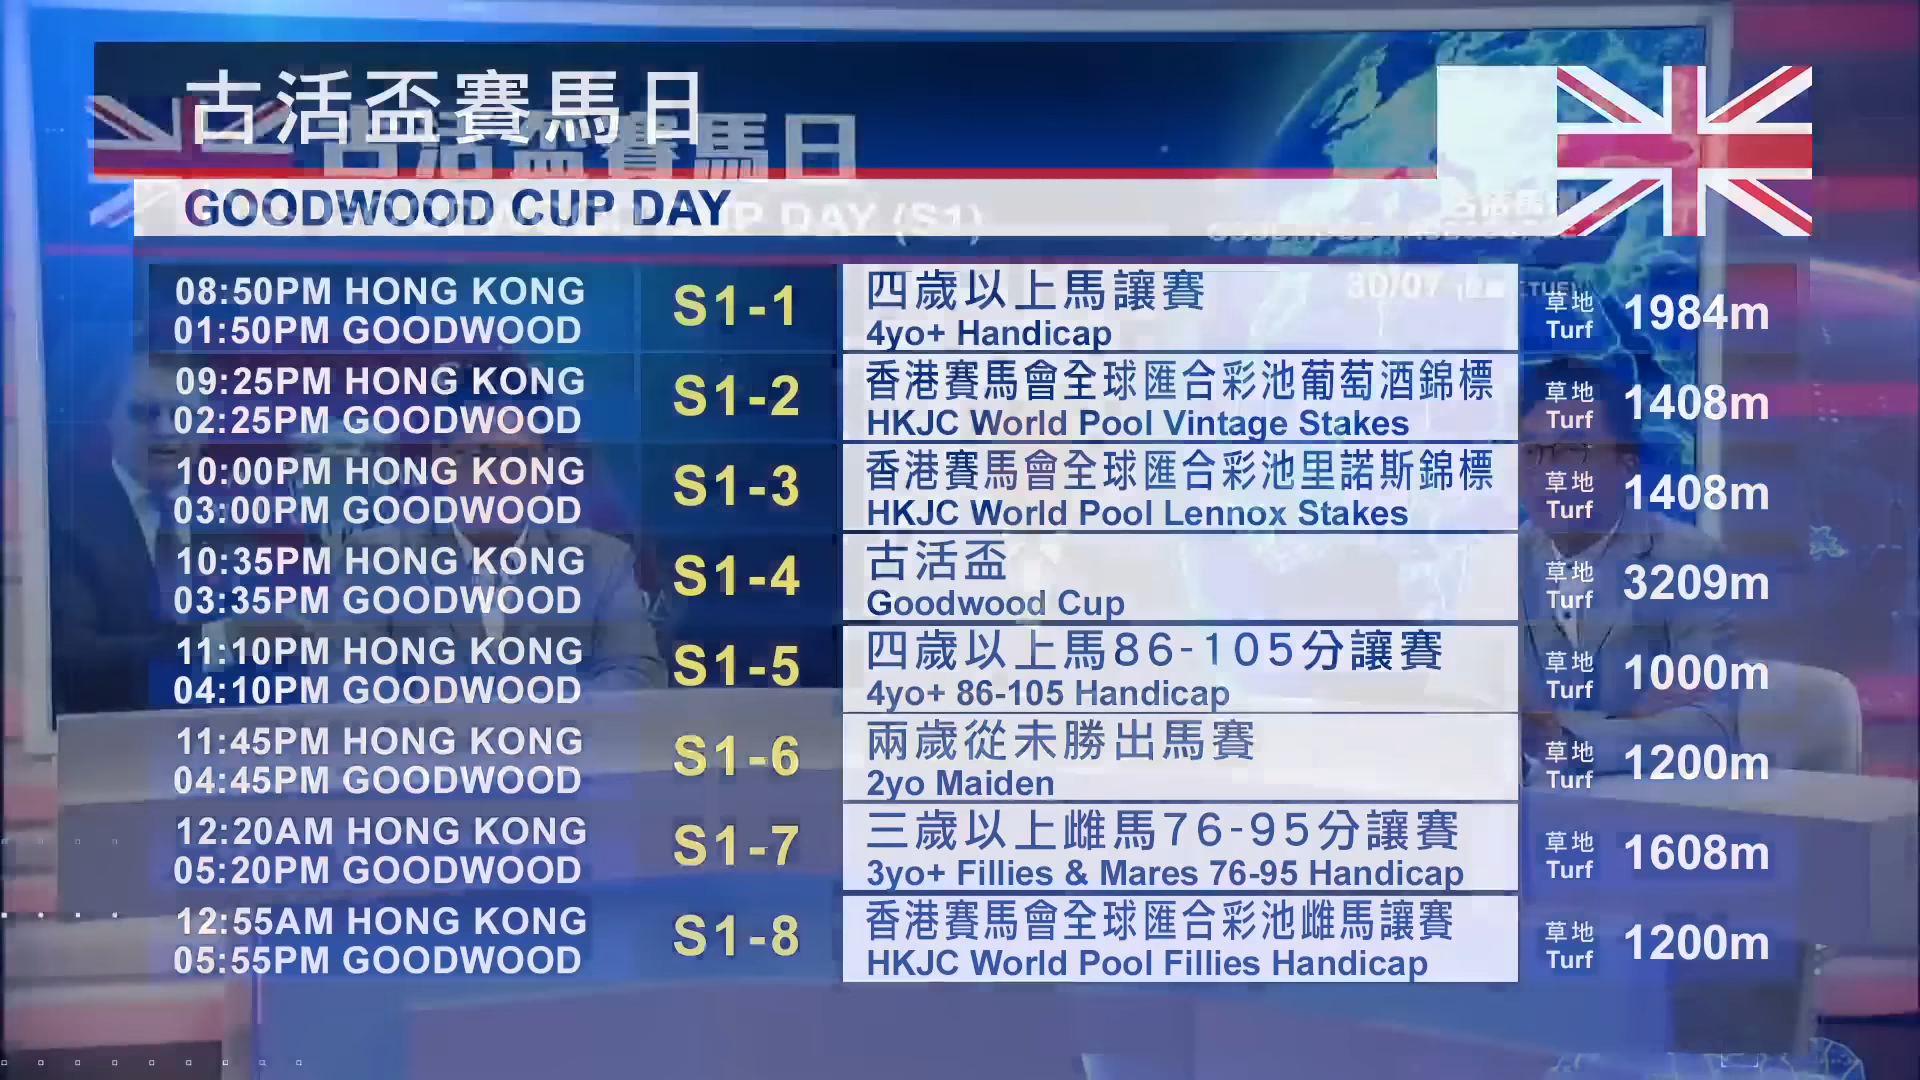 古活盃賽馬日
古活盃賽馬日
GOODWOOD CUP DAY
CUP DAY (S1)
30/07
08:50PM HONG KONG
01:50PM GOODWOOD
S1-1
四歲以上馬讓賽
4yo+ Handicap
草地
Turf
1984m
09:25PM HONG KONG
02:25PM GOODWOOD
S1-2
香港賽馬會全球匯合彩池葡萄酒錦標
HKJC World Pool Vintage Stakes
草地
Turf
1408m
10:00PM HONG KONG
03:00PM GOODWOOD
S1-3
香港賽馬會全球匯合彩池里諾斯錦標
HKJC World Pool Lennox Stakes
草地
Turf
1408m
10:35PM HONG KONG
03:35PM GOODWOOD
S1-4
古活盃
Goodwood Cup
草地
Turf
3209m
11:10PM HONG KONG
04:10PM GOODWOOD
S1-5
四歲以上馬86-105分讓賽
4yo+ 86-105 Handicap
草地
Turf
1000m
11:45PM HONG KONG
04:45PM GOODWOOD
S1-6
兩歲從未勝出馬賽
2yo Maiden
草地
Turf
1200m
12:20AM HONG KONG
05:20PM GOODWOOD
S1-7
三歲以上雌馬76-95分讓賽
3yo+ Fillies & Mares 76-95 Handicap
草地
Turf
1608m
12:55AM HONG KONG
05:55PM GOODWOOD
S1-8
香港賽馬會全球匯合彩池雌馬讓賽
HKJC World Pool Fillies Handicap
草地
Turf
1200m